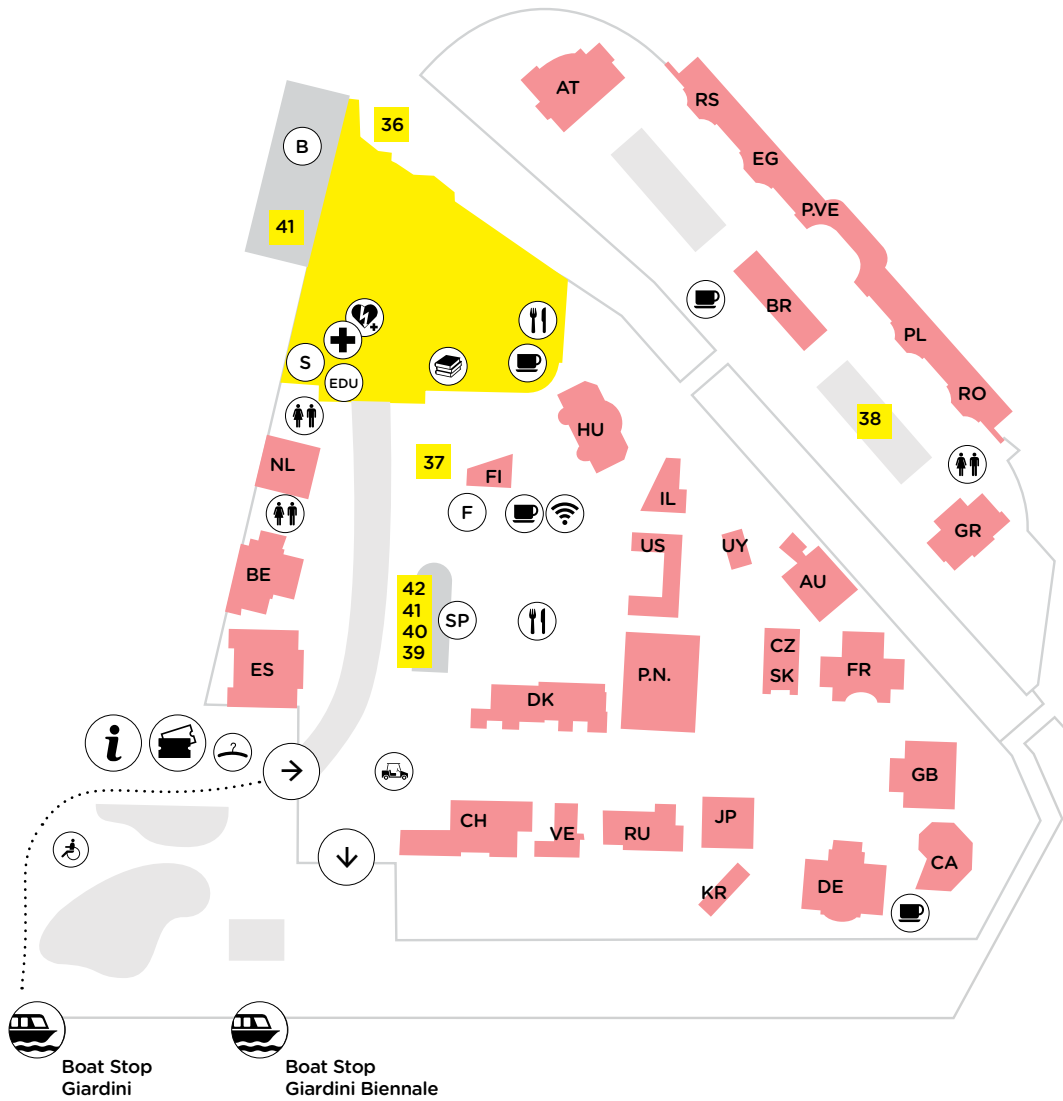 AT
RS
36
B
EG
P.VE
41
BR
PL
S
EDU
RO
38
HU
NL
37
FI
IL
F
GR
US
UY
BE
AU
42
41
40
39
SP
CZ
SK
ES
P.N.
FR
DK
i
GB
CH
VE
RU
JP
CA
KR
DE
Boat Stop
Giardini
Boat Stop
Giardini Biennale